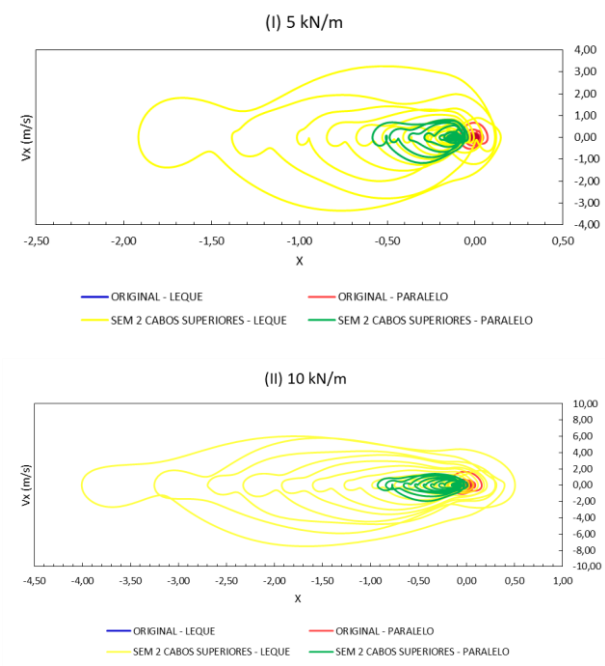 (I) 5 kN/m
4,00
3,00
2,00
1,00
0,00
-1,00
-2,00
-3,00
-4,00
Vx (m/s)
-2,50 -2,00 -1,50 -1,00 -0,50 0,00 0,50
X
ORIGINAL - LEQUE ORIGINAL - PARALELO
SEM 2 CABOS SUPERIORES - LEQUE SEM 2 CABOS SUPERIORES - PARALELO
(II) 10 kN/m
10,00
8,00
6,00
4,00
2,00
0,00
-2,00
-4,00
-6,00
-8,00
-10,00
Vx (m/s)
-4,50 -4,00 -3,50 -3,00 -2,50 -2,00 -1,50 -1,00 -0,50 0,00 0,50 1,00
X
ORIGINAL - LEQUE ORIGINAL - PARALELO
SEM 2 CABOS SUPERIORES - LEQUE SEM 2 CABOS SUPERIORES - PARALELO